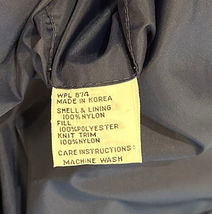 WPL 874
MADE IN KOREA
SHELL & LINING
100% NYLON
FILL
100% POLYESTER
KNIT TRIM
100% NYLON
CARE INSTRUCTIONS:
MACHINE WASH